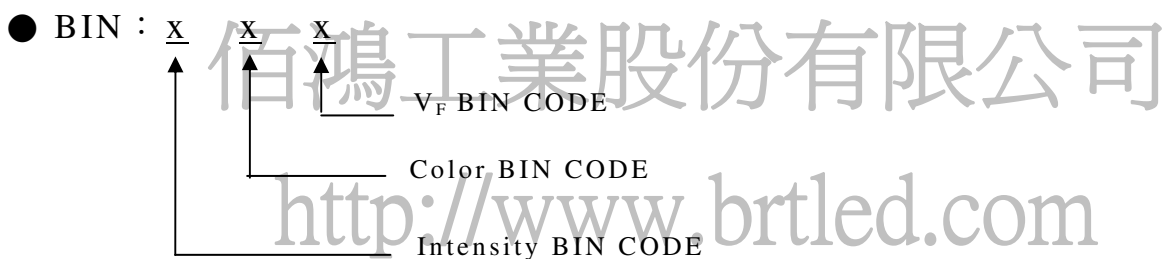 ● BIN：x x x
佰鴻工業股份有限公司
V_F BIN CODE
Color BIN CODE
http://www.brtled.com
Intensity BIN CODE